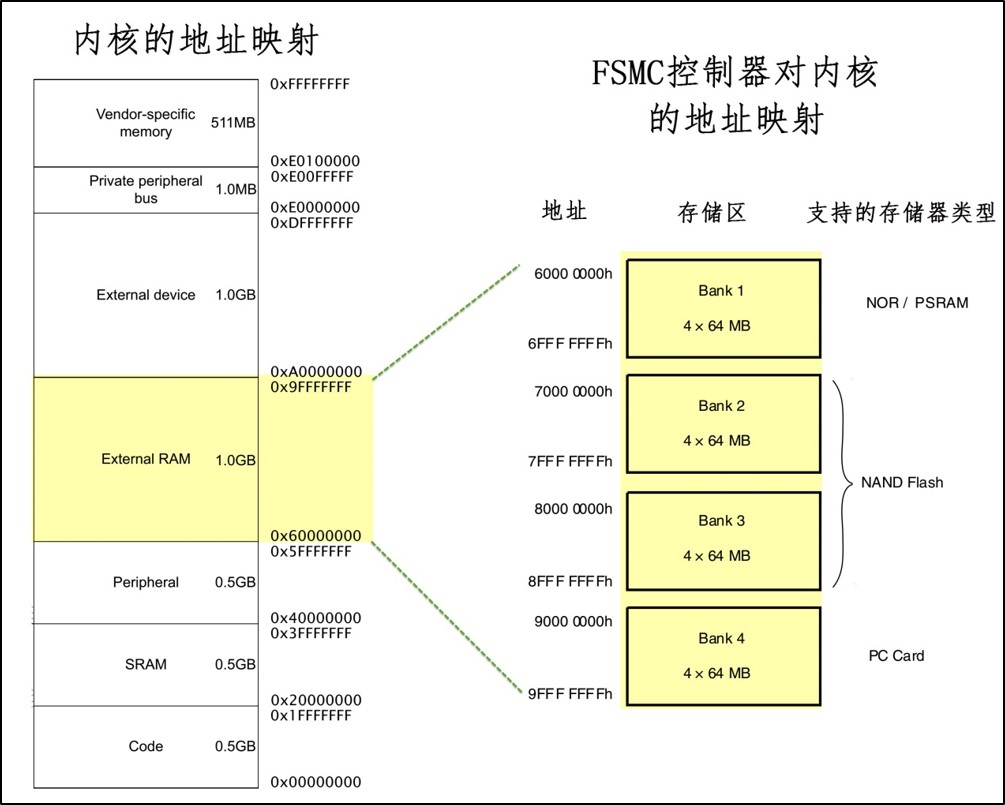 内核的地址映射
0xFFFFFFFF
Vendor-specific
memory
511MB
0xE0100000
0xE00FFFFF
Private peripheral
bus
1.0MB
0xE0000000
0xDFFFFFFF
External device
1.0GB
0xA0000000
0x9FFFFFFF
External RAM
1.0GB
0x60000000
0x5FFFFFFF
Peripheral
0.5GB
0x40000000
0x3FFFFFFF
SRAM
0.5GB
0x20000000
0x1FFFFFFF
Code
0.5GB
0x00000000
FSMC控制器对内核
的地址映射
地址 存储区 支持的存储器类型
6000 0000h
Bank 1
4 × 64 MB
6FFF FFFFh
NOR / PSRAM
7000 0000h
Bank 2
4 × 64 MB
7FFF FFFFh
NAND Flash
8000 0000h
Bank 3
4 × 64 MB
8FFF FFFFh
9000 0000h
Bank 4
4 × 64 MB
9FFF FFFFh
PC Card